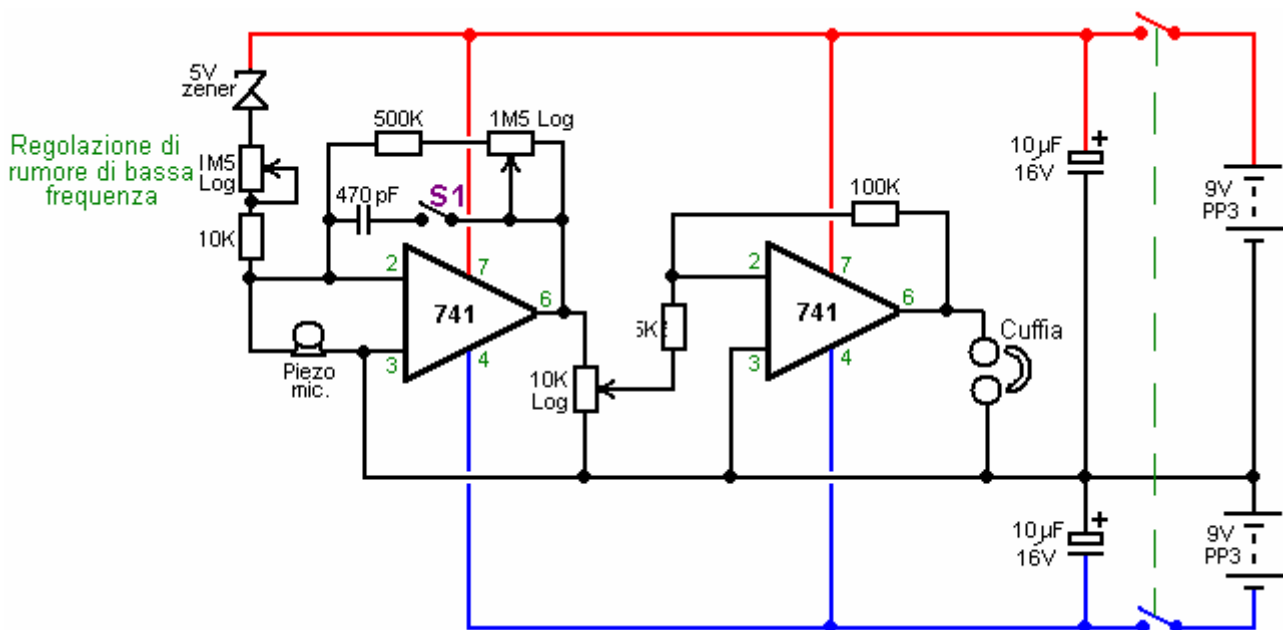 5V
zener
Regolazione di
rumore di bassa
frequenza
1M5
Log
10K
500K
1M5 Log
470 pF
S1
2
7
741
6
3
4
Piezo
mic.
10K
Log
5K
100K
2
7
741
6
3
4
Cuffia
10µF
16V
+
9V
PP3
10µF
16V
+
9V
PP3